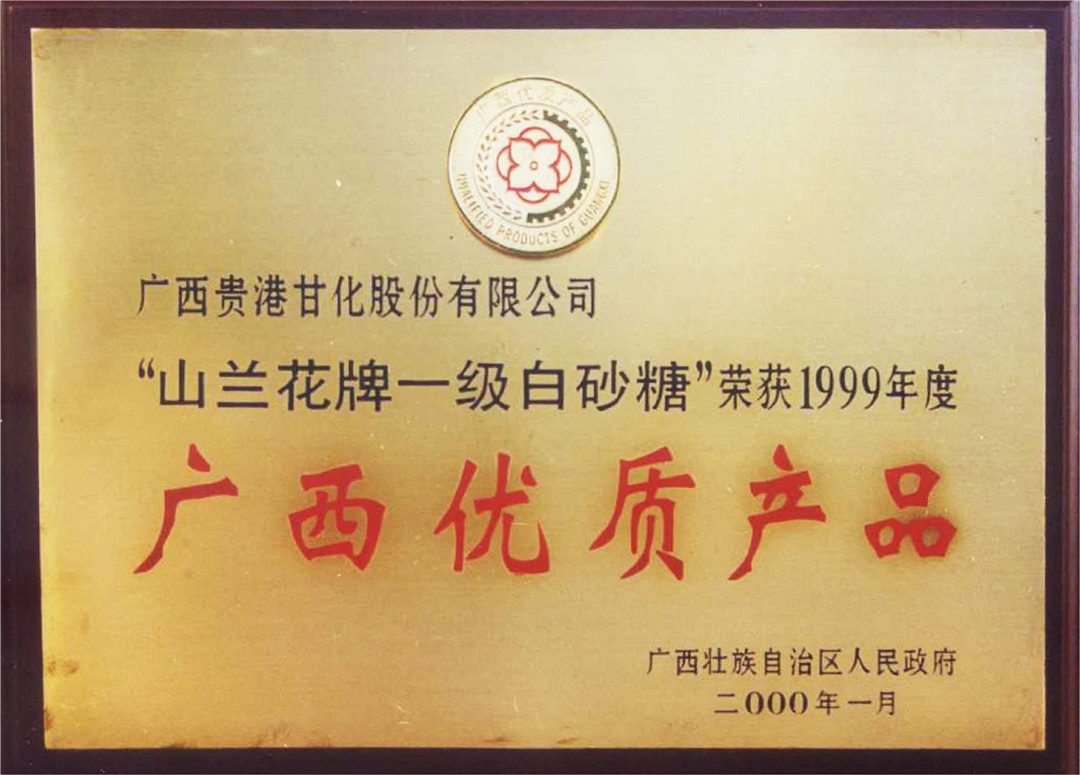 广西优质产品
QUALIFIED PRODUCTS OF GUANGXI
广西贵港甘化股份有限公司
“山兰花牌一级白砂糖”荣获1999年度
广西优质产品
广西壮族自治区人民政府
二000年一月